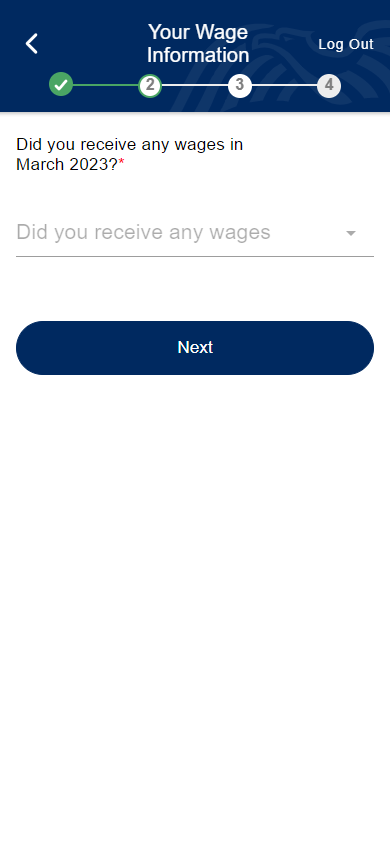 Your Wage
Information
Log Out
2
3
4
Did you receive any wages in
March 2023?*
Did you receive any wages
Next